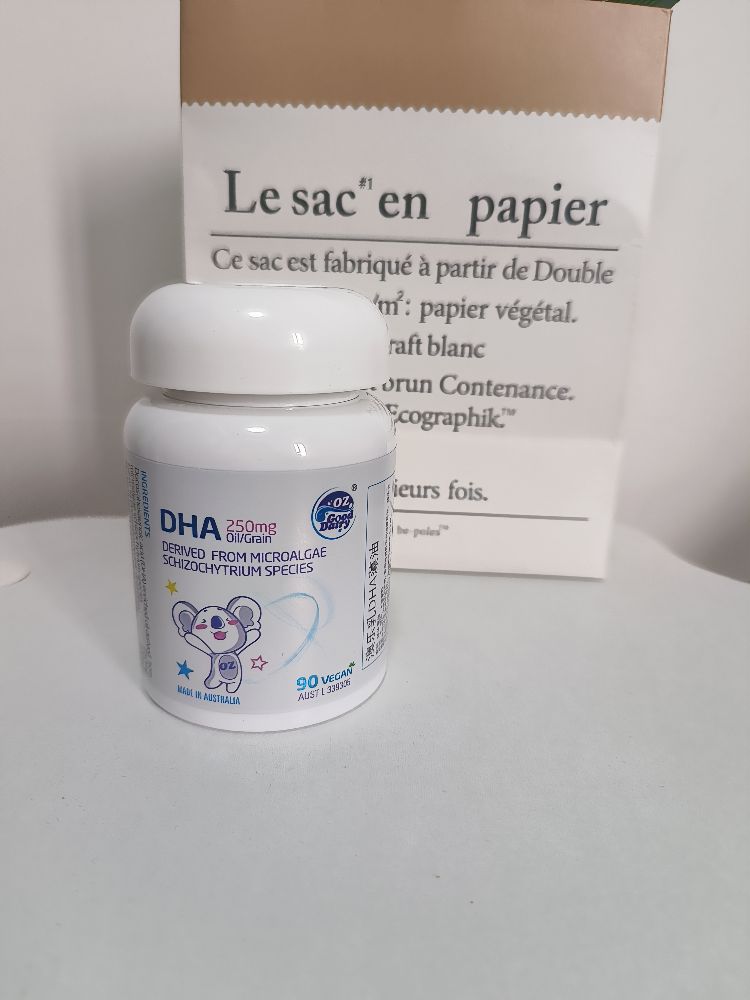 Le sac#1 en papier
Ce sac est fabriqué à partir de Double
/m²: papier végétal.
raft blanc
brun Contenance.
Ecographik.™
ieurs fois.
be-poles™
INGREDIENTS
DHA 250mg
Oil/Grain
DERIVED FROM MICROALGAE
SCHIZOCHYTRIUM SPECIES
OZ
Good
Dairy
®
OZ
MADE IN AUSTRALIA
90 VEGAN
AUST L 339306